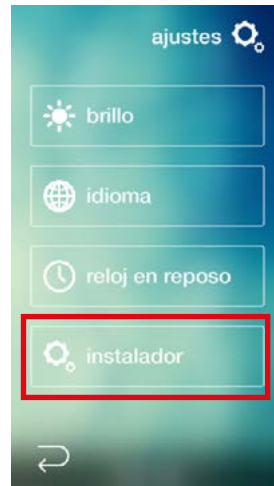 ajustes
brillo
idioma
reloj en reposo
instalador